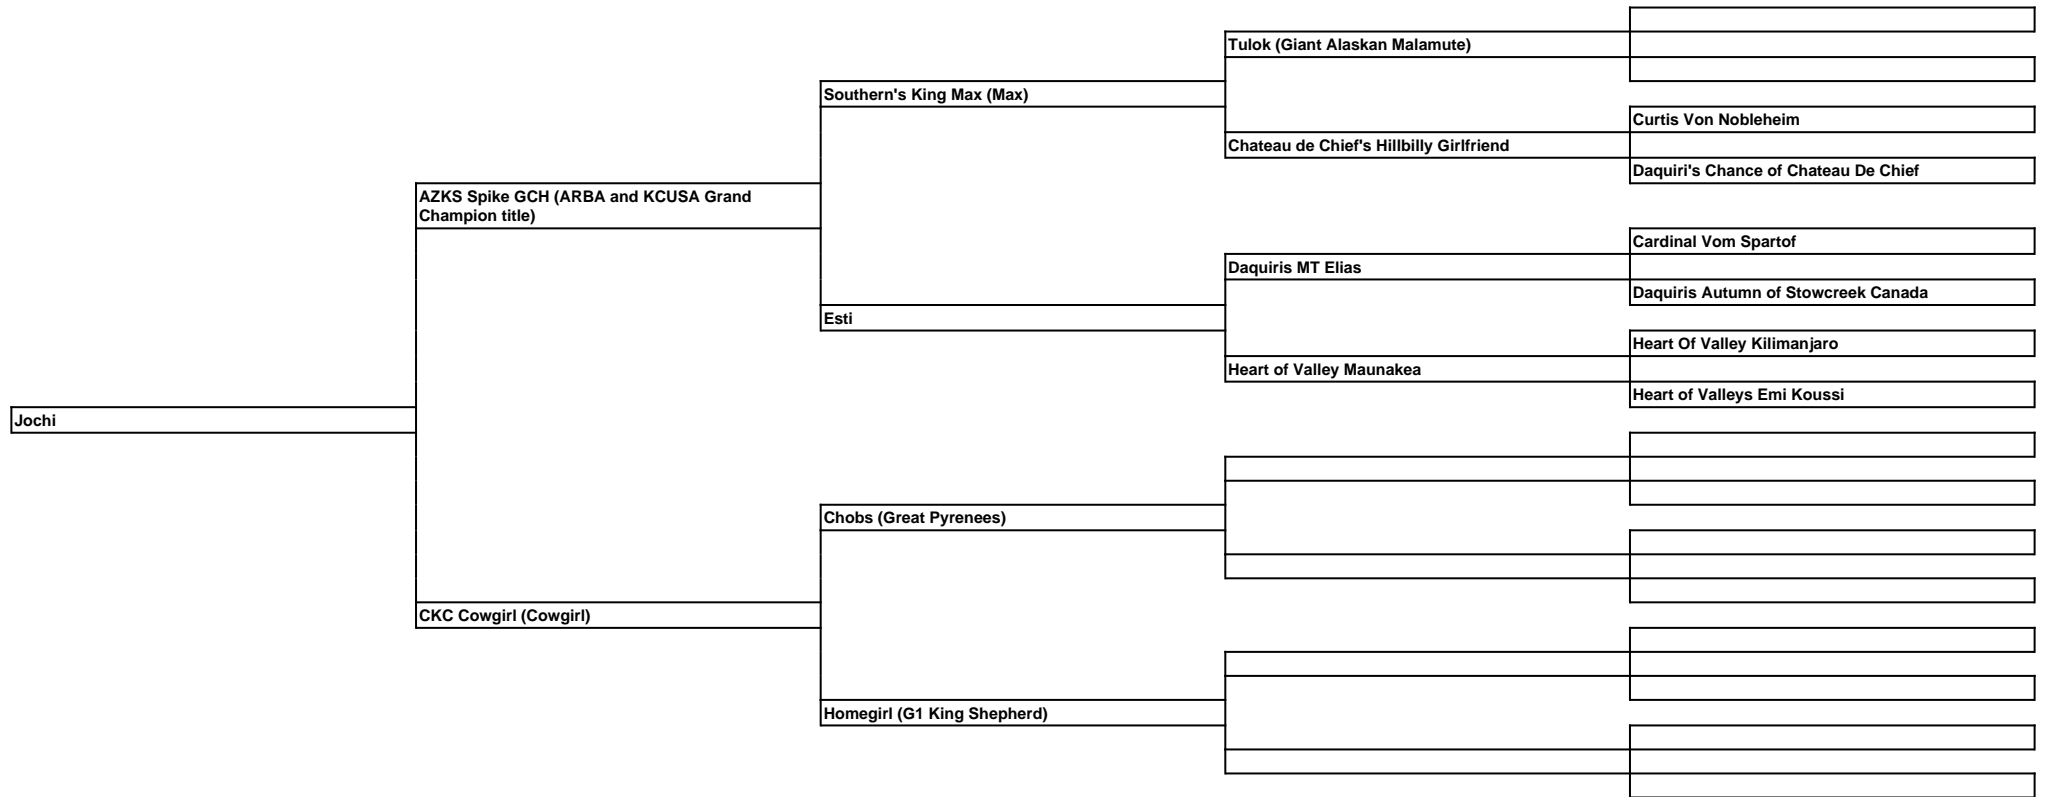 Tulok (Giant Alaskan Malamute)
Southern's King Max (Max)
Curtis Von Nobleheim
Chateau de Chief's Hillbilly Girlfriend
Daquiri's Chance of Chateau De Chief
AZKS Spike GCH (ARBA and KCUSA Grand
Champion title)
Cardinal Vom Spartof
Daquiris MT Elias
Daquiris Autumn of Stowcreek Canada
Esti
Heart Of Valley Kilimanjaro
Heart of Valley Maunakea
Heart of Valleys Emi Koussi
Jochi
Chobs (Great Pyrenees)
CKC Cowgirl (Cowgirl)
Homegirl (G1 King Shepherd)